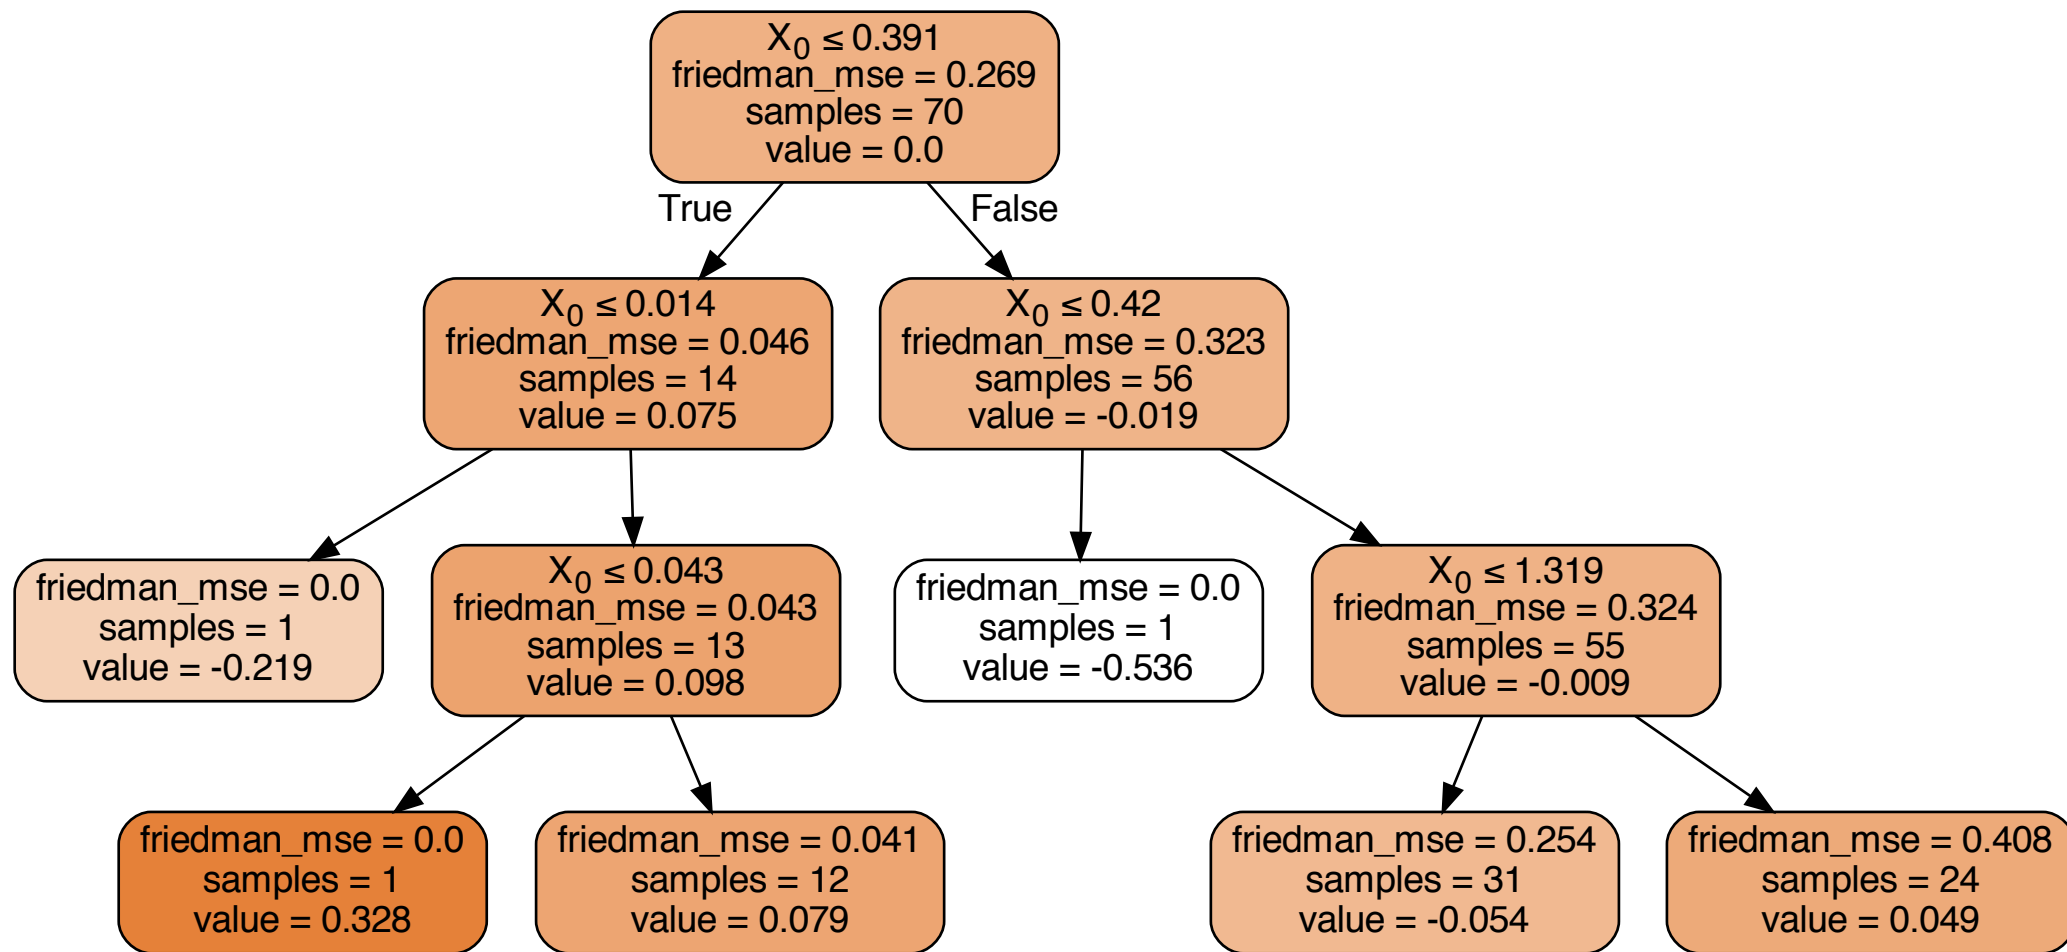 X₀ ≤ 0.391
friedman_mse = 0.269
samples = 70
value = 0.0
True
False
X₀ ≤ 0.014
friedman_mse = 0.046
samples = 14
value = 0.075
X₀ ≤ 0.42
friedman_mse = 0.323
samples = 56
value = -0.019
friedman_mse = 0.0
samples = 1
value = -0.219
X₀ ≤ 0.043
friedman_mse = 0.043
samples = 13
value = 0.098
friedman_mse = 0.0
samples = 1
value = -0.536
X₀ ≤ 1.319
friedman_mse = 0.324
samples = 55
value = -0.009
friedman_mse = 0.0
samples = 1
value = 0.328
friedman_mse = 0.041
samples = 12
value = 0.079
friedman_mse = 0.254
samples = 31
value = -0.054
friedman_mse = 0.408
samples = 24
value = 0.049